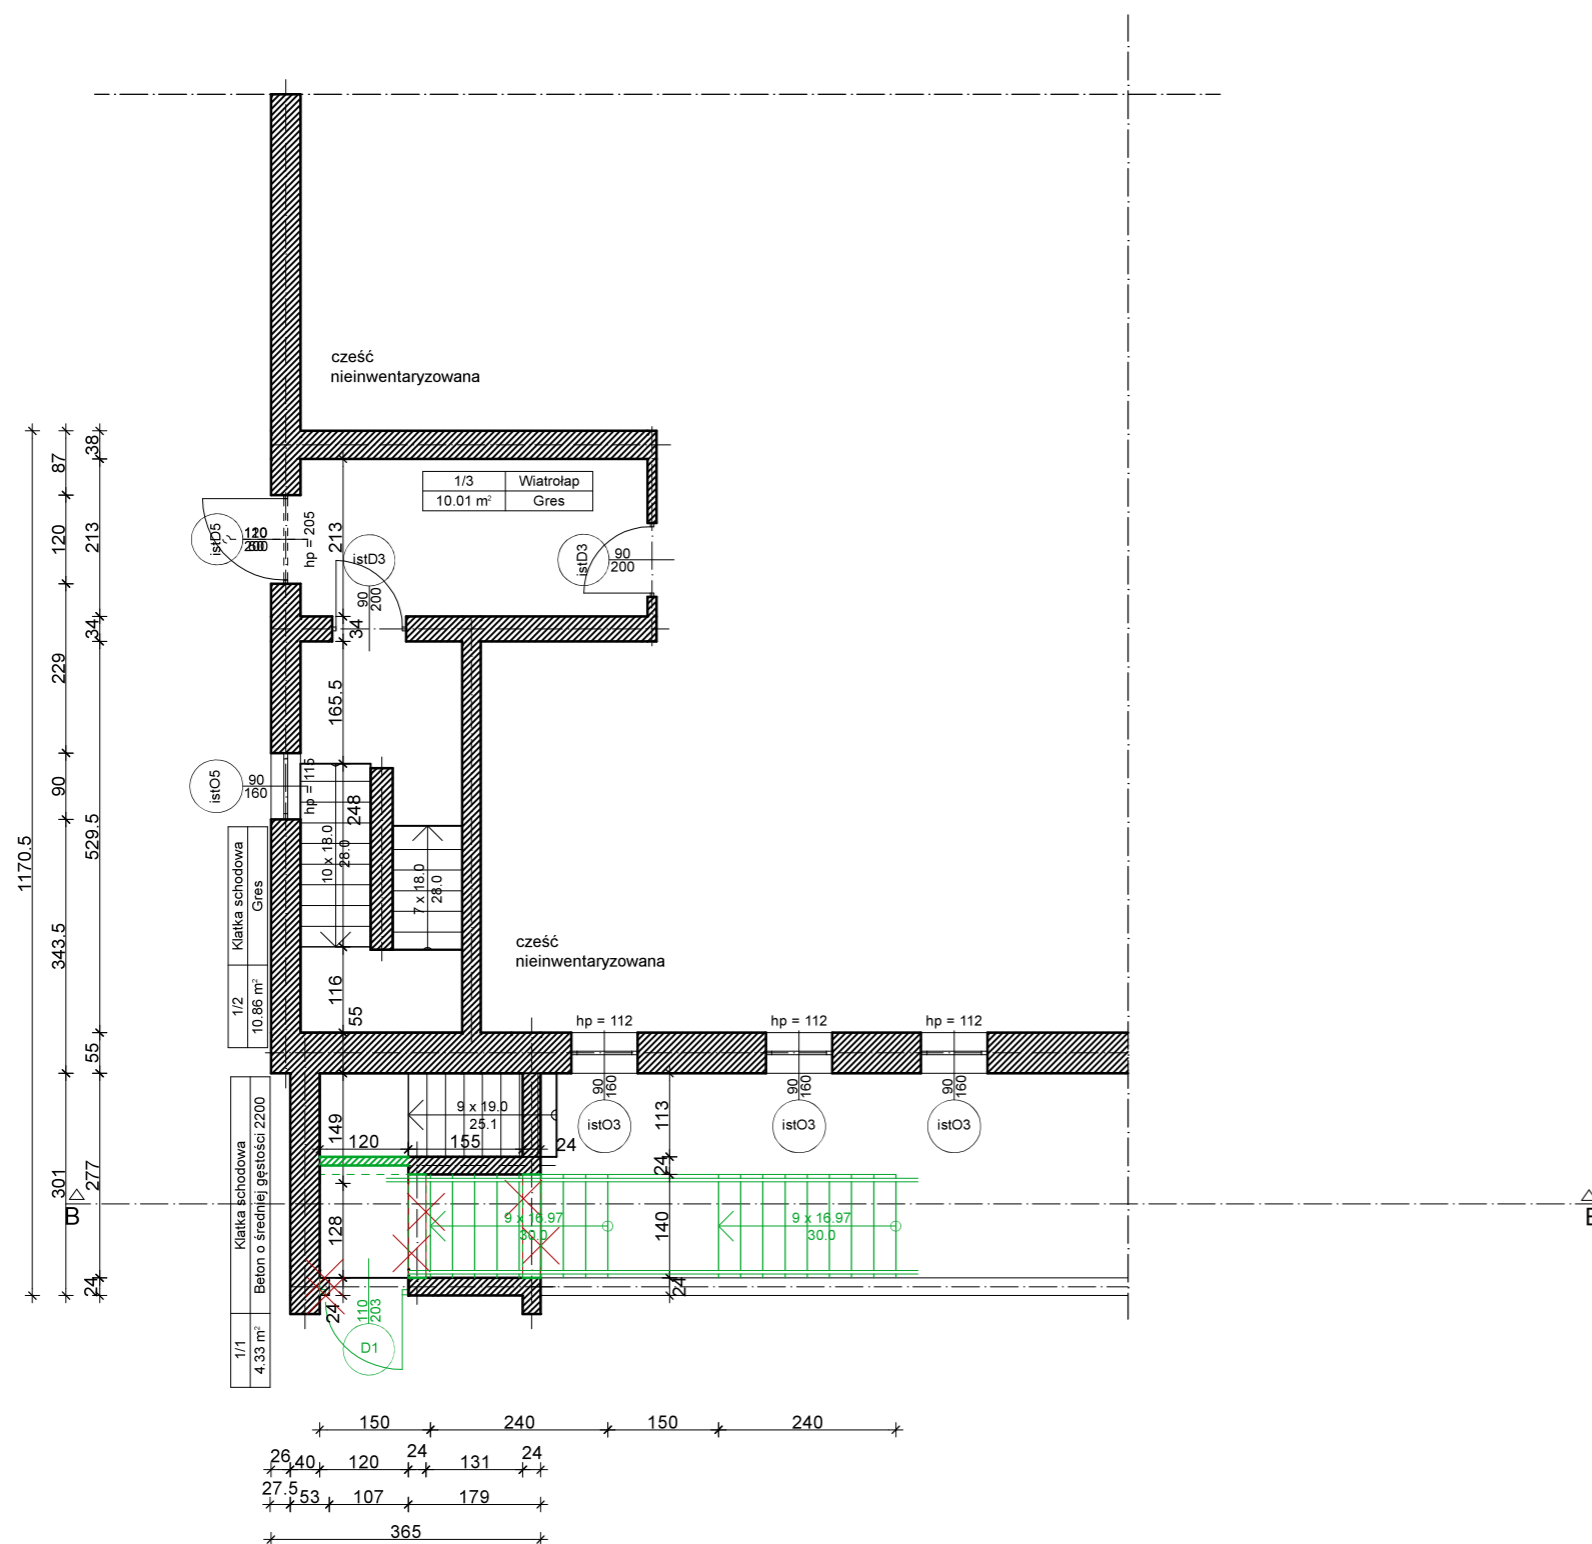 cześć
nieinwentaryzowana
1/3 Wiatrołap
10.01 m² Gres
istD5
hp = 205
istD3
90
200
istD3
90
200
38
87
213
120
213
34
34
229
165.5
istO5
90
160
hp = 115
90
248
10 x 18.0
28.0
7 x 18.0
28.0
529.5
1170.5
343.5
1/2 Klatka schodowa
10.86 m² Gres
cześć
nieinwentaryzowana
116
55
55
hp = 112
hp = 112
hp = 112
90
160
90
160
90
160
istO3
istO3
istO3
9 x 19.0
25.1
149
113
120
155
24
24
277
301
1/1 Klatka schodowa
4.33 m² Beton o średniej gęstości 2200
B
128
9 x 16.97
30.0
140
9 x 16.97
30.0
24
24
24
110
203
D1
150
240
150
240
26
40
120
24
131
24
27.5
53
107
179
365